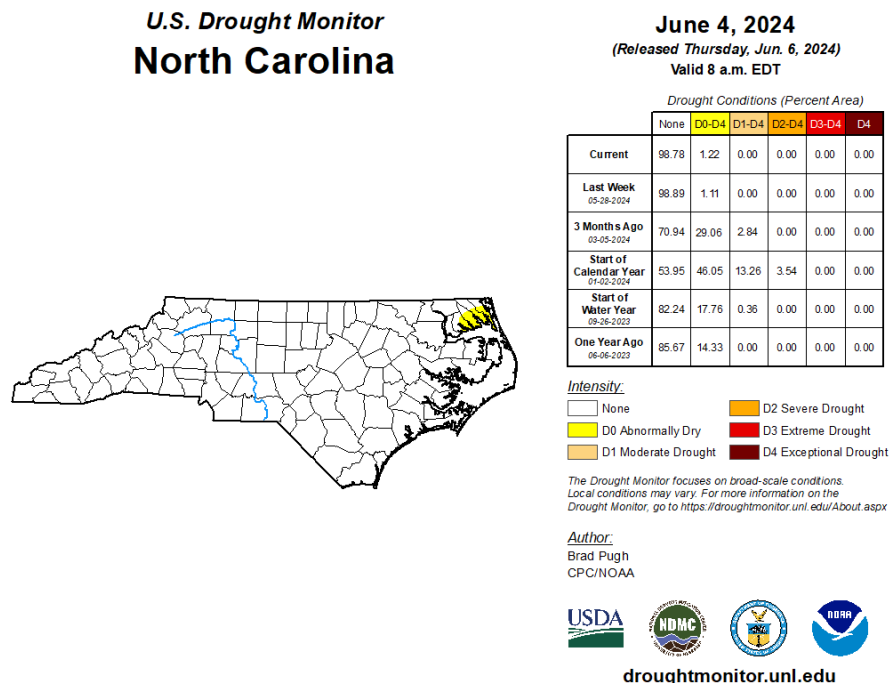 U.S. Drought Monitor
North Carolina
June 4, 2024
(Released Thursday, Jun. 6, 2024)
Valid 8 a.m. EDT
Drought Conditions (Percent Area)
None D0-D4 D1-D4 D2-D4 D3-D4 D4
Current 98.78 1.22 0.00 0.00 0.00 0.00
Last Week
05-28-2024 98.89 1.11 0.00 0.00 0.00 0.00
3 Months Ago
03-05-2024 70.94 29.06 2.84 0.00 0.00 0.00
Start of
Calendar Year
01-02-2024 53.95 46.05 13.26 3.54 0.00 0.00
Start of
Water Year
09-26-2023 82.24 17.76 0.36 0.00 0.00 0.00
One Year Ago
06-06-2023 85.67 14.33 0.00 0.00 0.00 0.00
Intensity:
None
D0 Abnormally Dry
D1 Moderate Drought
D2 Severe Drought
D3 Extreme Drought
D4 Exceptional Drought
The Drought Monitor focuses on broad-scale conditions.
Local conditions may vary. For more information on the
Drought Monitor, go to https://droughtmonitor.unl.edu/About.aspx
Author:
Brad Pugh
CPC/NOAA
USDA
NDMC
NOAA
droughtmonitor.unl.edu